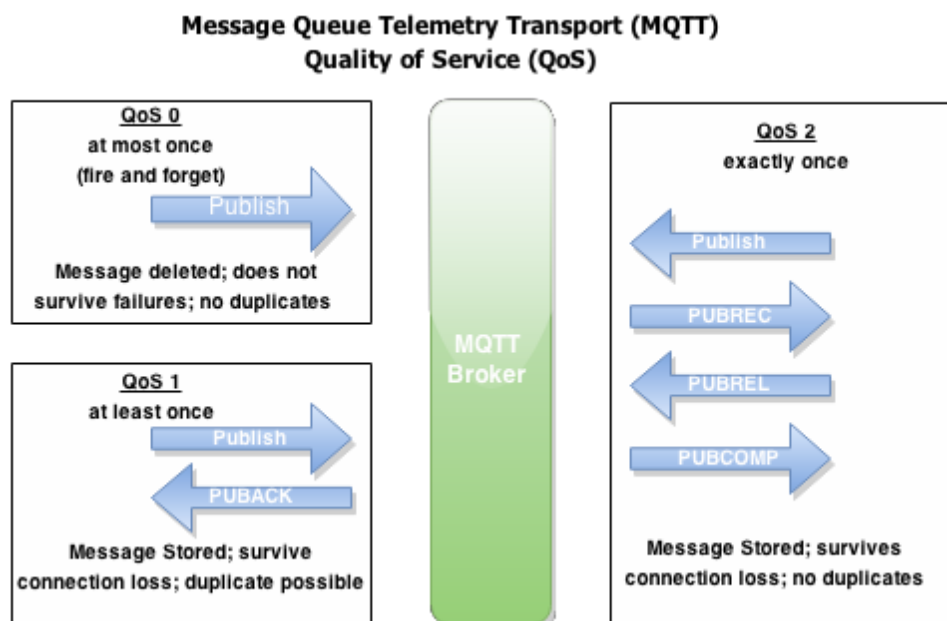 Message Queue Telemetry Transport (MQTT)
Quality of Service (QoS)
QoS 0
at most once
(fire and forget)
Publish
Message deleted; does not
survive failures; no duplicates
QoS 1
at least once
Publish
PUBACK
Message Stored; survive
connection loss; duplicate possible
MQTT
Broker
QoS 2
exactly once
Publish
PUBREC
PUBREL
PUBCOMP
Message Stored; survives
connection loss; no duplicates